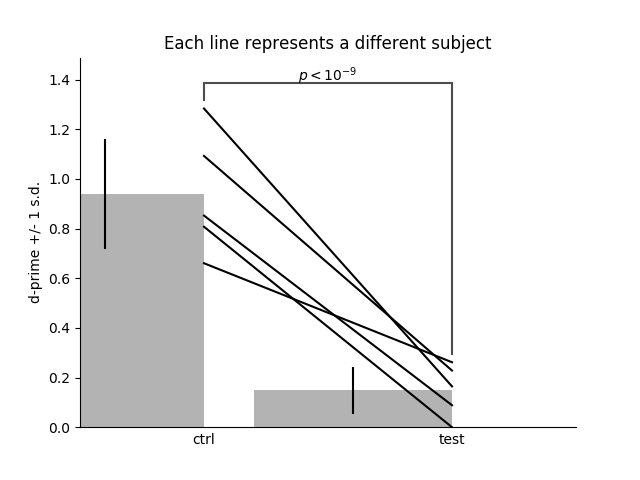 Each line represents a different subject
p < 10⁻⁹
d-prime +/- 1 s.d.
1.4
1.2
1.0
0.8
0.6
0.4
0.2
0.0
ctrl test